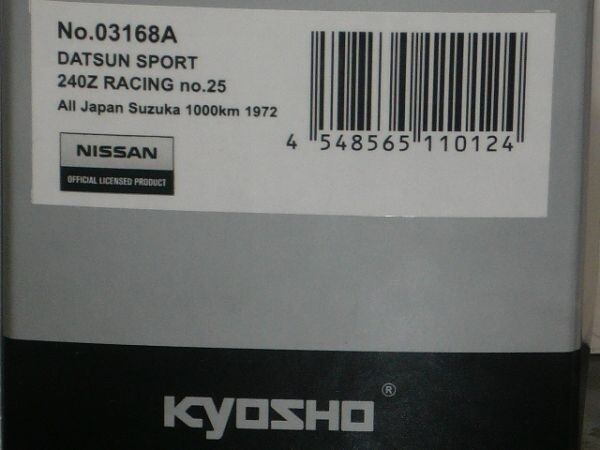 No.03168A
DATSUN SPORT
240Z RACING no.25
All Japan Suzuka 1000km 1972
NISSAN
OFFICIAL LICENSED PRODUCT
4 548565 110124
KYOSHO ®